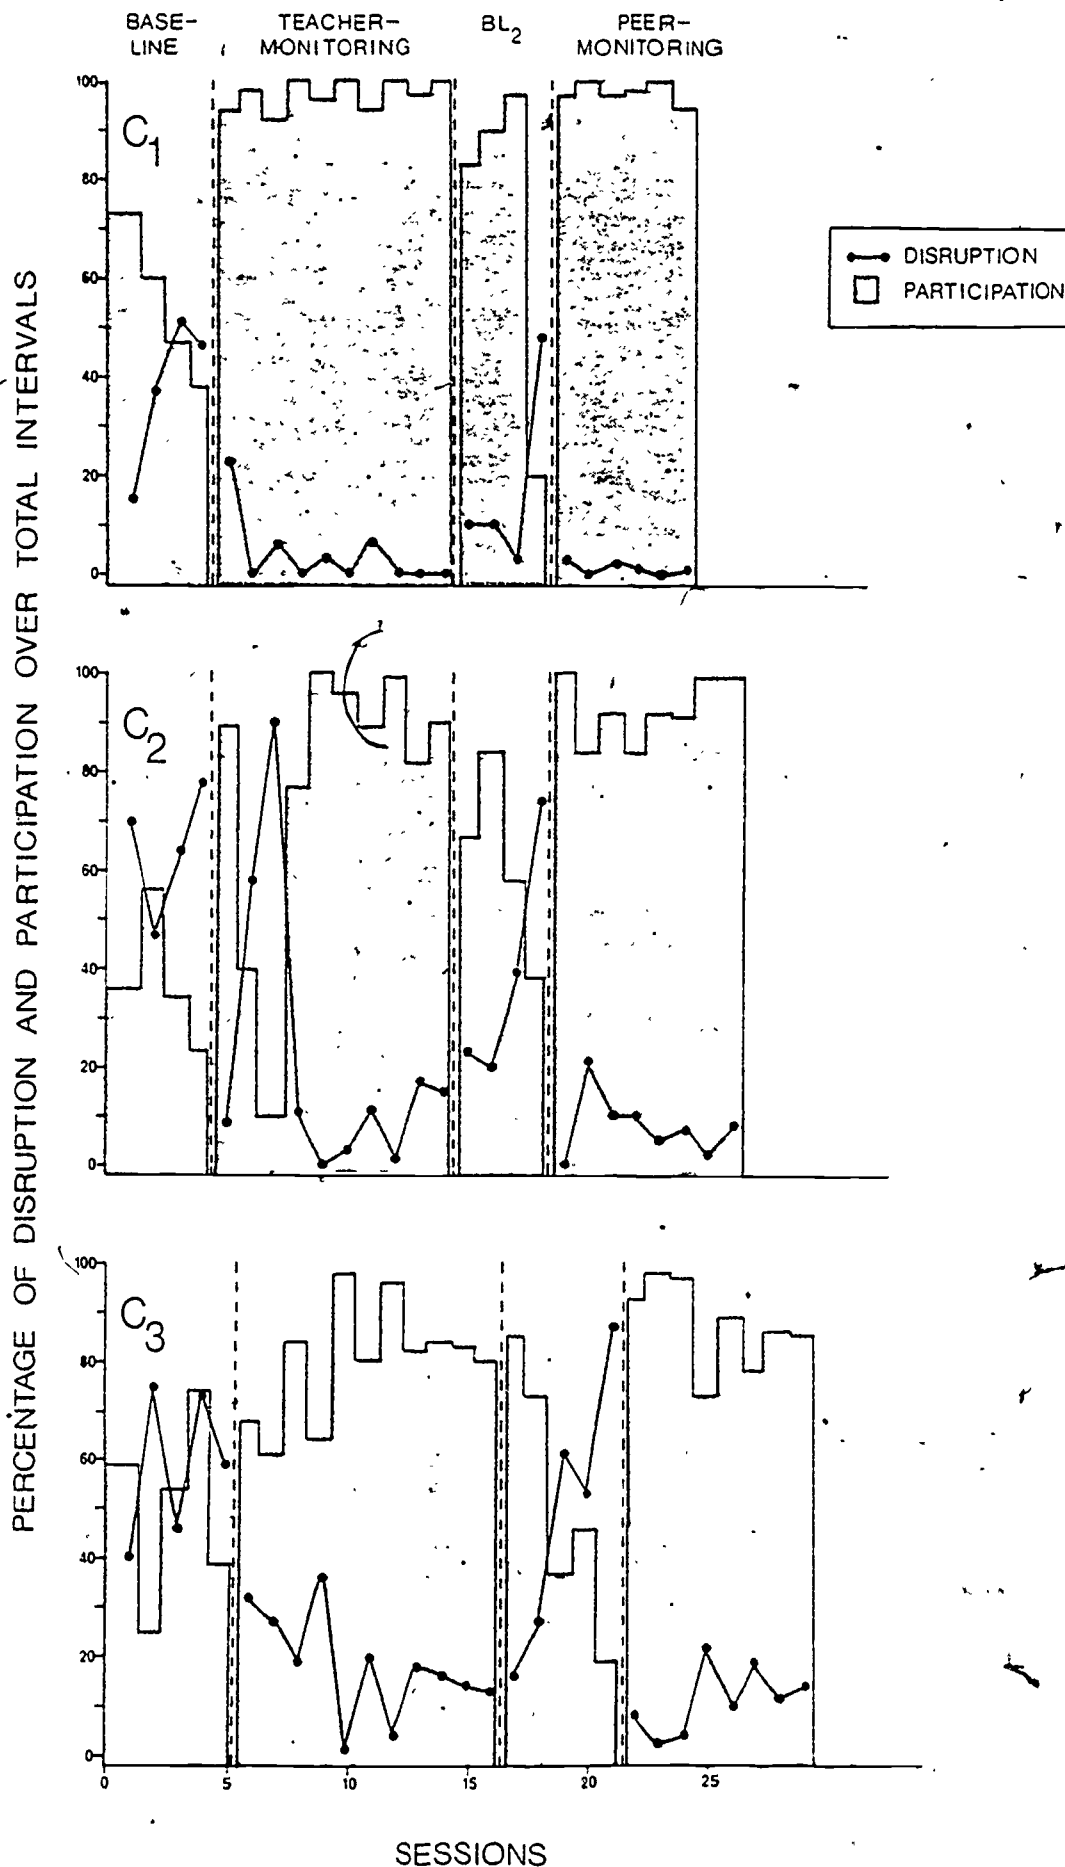 BASE-
LINE
TEACHER-
MONITORING
BL2
PEER-
MONITORING
PERCENTAGE OF DISRUPTION AND PARTICIPATION OVER TOTAL INTERVALS
C1
100
80
60
40
20
0
DISRUPTION
PARTICIPATION
C2
100
80
60
40
20
0
C3
100
80
60
40
20
0
0 5 10 15 20 25
SESSIONS